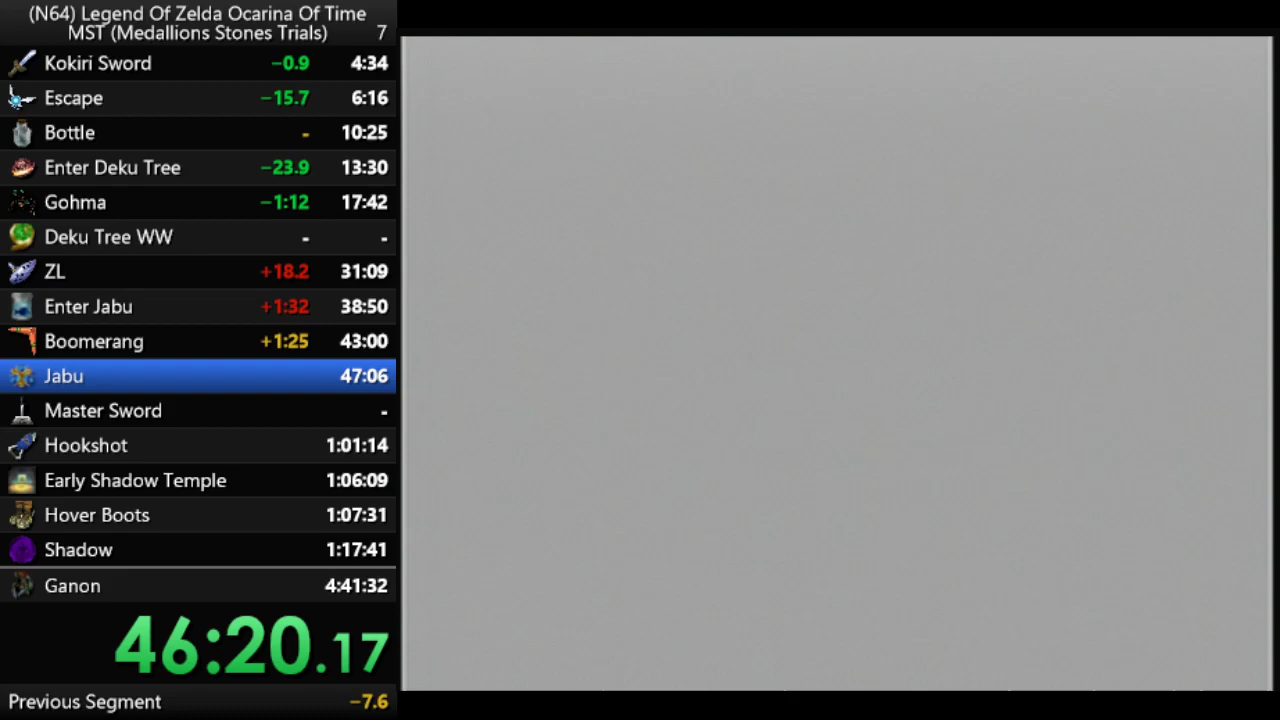 (N64) Legend Of Zelda Ocarina Of Time
MST (Medallions Stones Trials) 7
Kokiri Sword −0.9 4:34
Escape −15.7 6:16
Bottle - 10:25
Enter Deku Tree −23.9 13:30
Gohma −1:12 17:42
Deku Tree WW - -
ZL +18.2 31:09
Enter Jabu +1:32 38:50
Boomerang +1:25 43:00
Jabu 47:06
Master Sword -
Hookshot 1:01:14
Early Shadow Temple 1:06:09
Hover Boots 1:07:31
Shadow 1:17:41
Ganon 4:41:32
46:20.17
Previous Segment −7.6